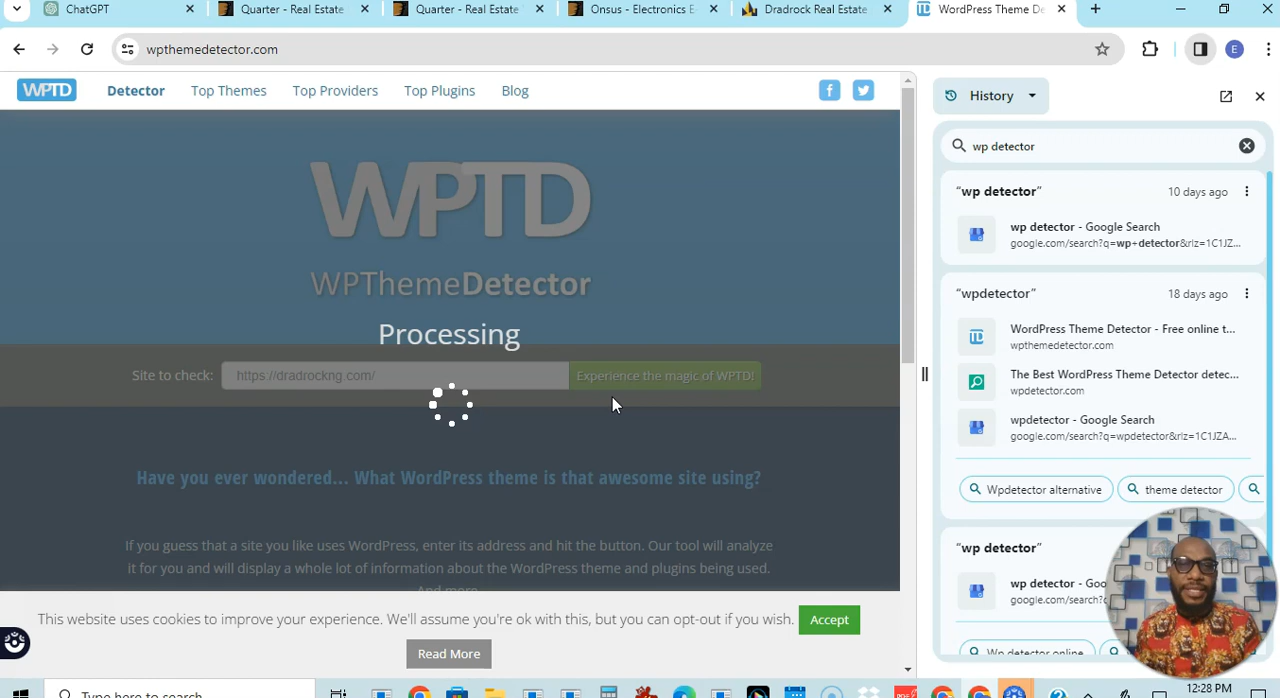 ChatGPT
Quarter - Real Estate
Quarter - Real Estate
Onsus - Electronics E
Dradrock Real Estate
WordPress Theme De
wpthemedetector.com
WPTD
Detector
Top Themes
Top Providers
Top Plugins
Blog
WPTD
WPThemeDetector
Processing
Site to check:
https://dradrockng.com/
Experience the magic of WPTD!
Have you ever wondered... What WordPress theme is that awesome site using?
If you guess that a site you like uses WordPress, enter its address and hit the button. Our tool will analyze
it for you and will display a whole lot of information about the WordPress theme and plugins being used.
And more
This website uses cookies to improve your experience. We'll assume you're ok with this, but you can opt-out if you wish.
Accept
Read More
History
wp detector
“wp detector”
10 days ago
wp detector - Google Search
google.com/search?q=wp+detector&rlz=1C1JZ...
“wpdetector”
18 days ago
WordPress Theme Detector - Free online t...
wpthemedetector.com
The Best WordPress Theme Detector detec...
wpdetector.com
wpdetector - Google Search
google.com/search?q=wpdetector&rlz=1C1JZA...
Wpdetector alternative
theme detector
“wp detector”
wp detector - Goo
google.com/search?
Wp detector online
E
Type here to search
12:28 PM